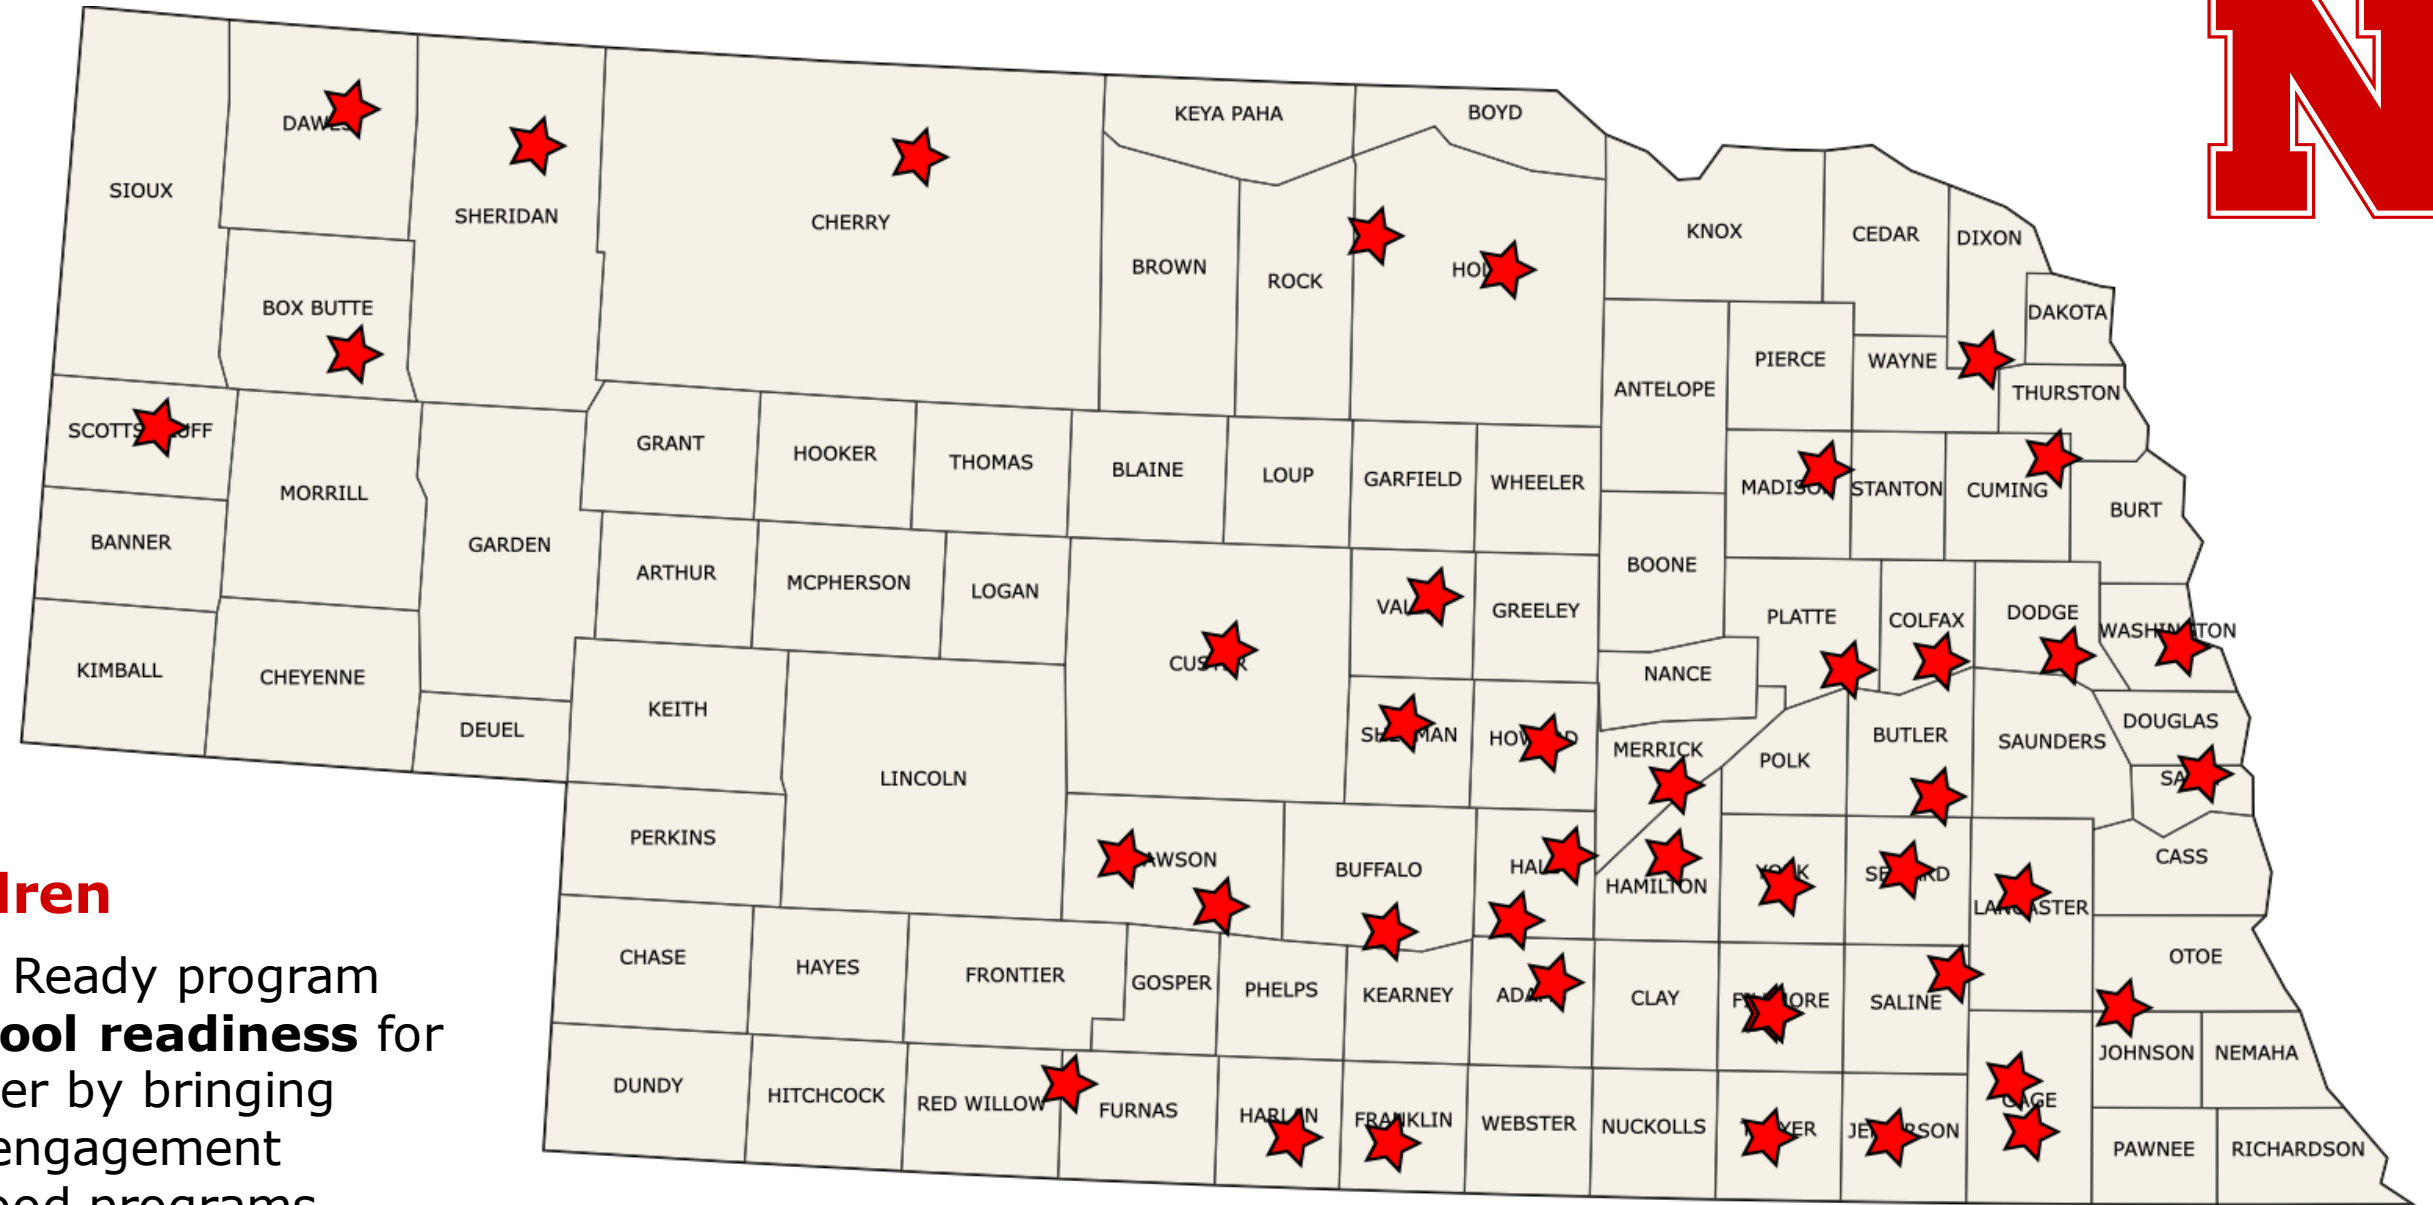 N
KEYA PAHA
BOYD
SIOUX
SHERIDAN
CHERRY
BROWN
ROCK
KNOX
CEDAR
DIXON
DAKOTA
BOX BUTTE
ANTELOPE
PIERCE
WAYNE
THURSTON
MORRILL
GRANT
HOOKER
THOMAS
BLAINE
LOUP
GARFIELD
WHEELER
STANTON
CUMING
BURT
BANNER
GARDEN
ARTHUR
MCPHERSON
LOGAN
GREELEY
BOONE
PLATTE
COLFAX
DODGE
KIMBALL
CHEYENNE
DEUEL
KEITH
LINCOLN
NANCE
MERRICK
POLK
BUTLER
SAUNDERS
DOUGLAS
PERKINS
BUFFALO
HAMILTON
CASS
CHASE
HAYES
FRONTIER
GOSPER
PHELPS
KEARNEY
CLAY
SALINE
OTOE
DUNDY
HITCHCOCK
RED WILLOW
FURNAS
WEBSTER
NUCKOLLS
JOHNSON
NEMAHA
PAWNEE
RICHARDSON
Ready program
readiness for
by bringing
engagement
programs